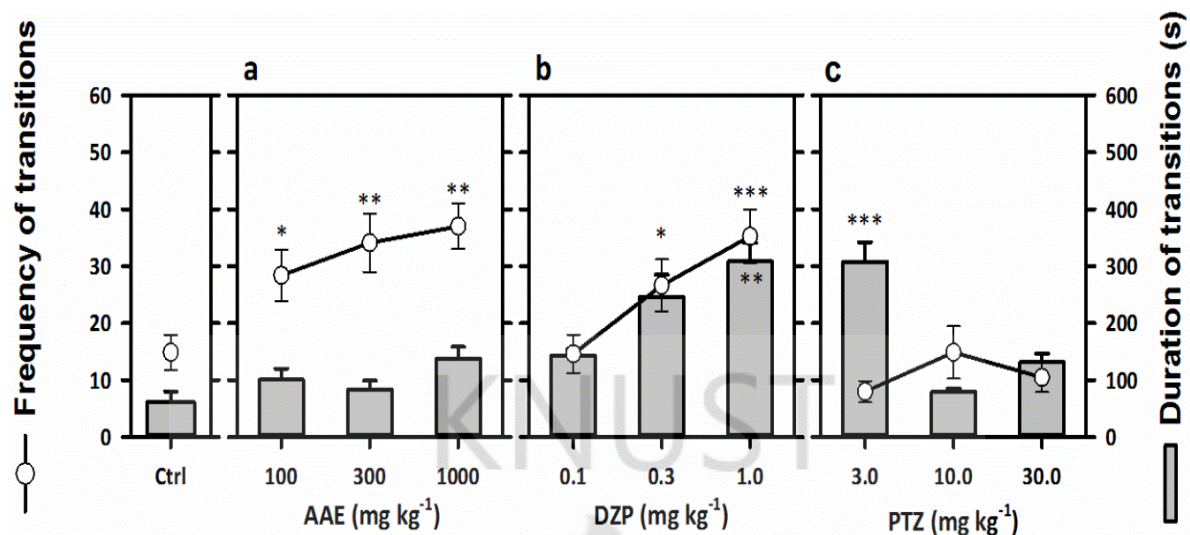 Frequency of transitions
a b c
60 600
50 500
40 400
30 300
20 200
10 100
0 0
* ** ** * *** ** ***
Ctrl 100 300 1000 0.1 0.3 1.0 3.0 10.0 30.0
AAE (mg kg⁻¹) DZP (mg kg⁻¹) PTZ (mg kg⁻¹)
Duration of transitions (s)
KNUST